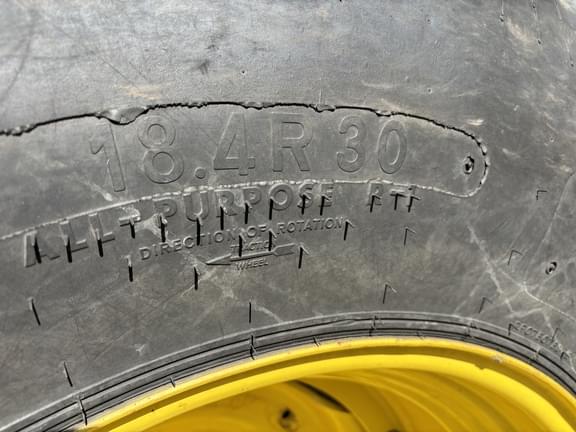 18.4R30
ALL-PURPOSE R-1
DIRECTION OF ROTATION
WHEEL